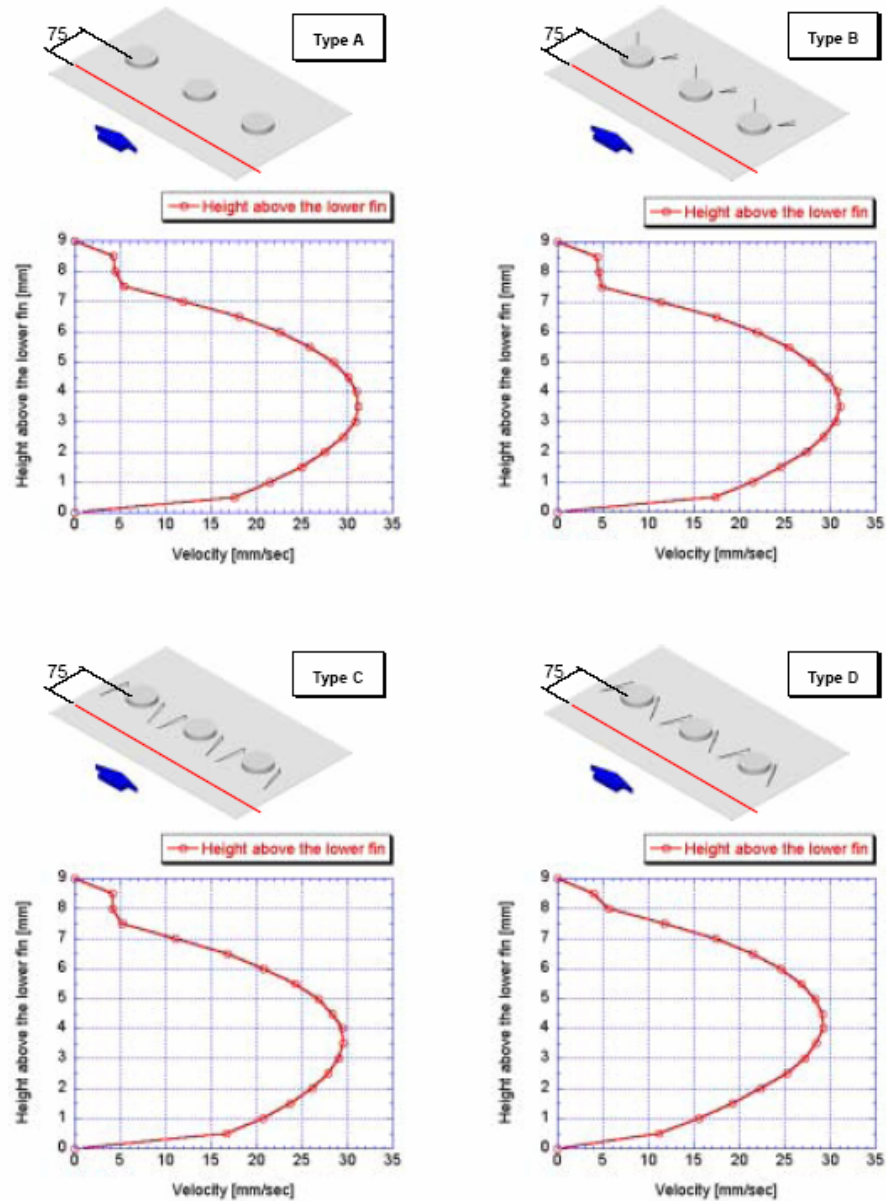 75
Type A
Height above the lower fin
Height above the lower fin [mm]
9
8
7
6
5
4
3
2
1
0
0 5 10 15 20 25 30 35
Velocity [mm/sec]
75
Type B
Height above the lower fin
Height above the lower fin [mm]
9
8
7
6
5
4
3
2
1
0
0 5 10 15 20 25 30 35
Velocity [mm/sec]
75
Type C
Height above the lower fin
Height above the lower fin [mm]
9
8
7
6
5
4
3
2
1
0
0 5 10 15 20 25 30 35
Velocity [mm/sec]
75
Type D
Height above the lower fin
Height above the lower fin [mm]
9
8
7
6
5
4
3
2
1
0
0 5 10 15 20 25 30 35
Velocity [mm/sec]